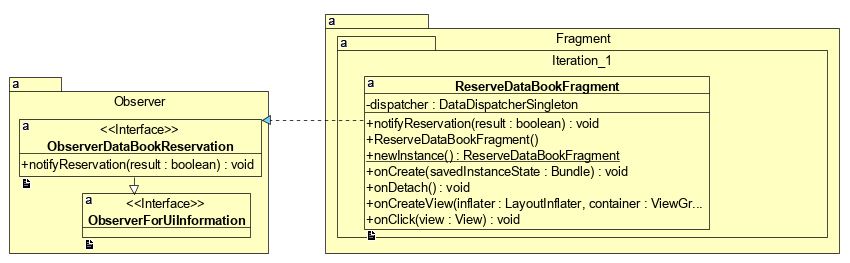 a
Observer
a
<<Interface>>
ObserverDataBookReservation
+notifyReservation(result : boolean) : void
a
<<Interface>>
ObserverForUiInformation
a
Fragment
a
Iteration_1
a
ReserveDataBookFragment
-dispatcher : DataDispatcherSingleton
+notifyReservation(result : boolean) : void
+ReserveDataBookFragment()
+newInstance() : ReserveDataBookFragment
+onCreate(savedInstanceState : Bundle) : void
+onDetach() : void
+onCreateView(inflater : LayoutInflater, container : ViewGr...
+onClick(view : View) : void